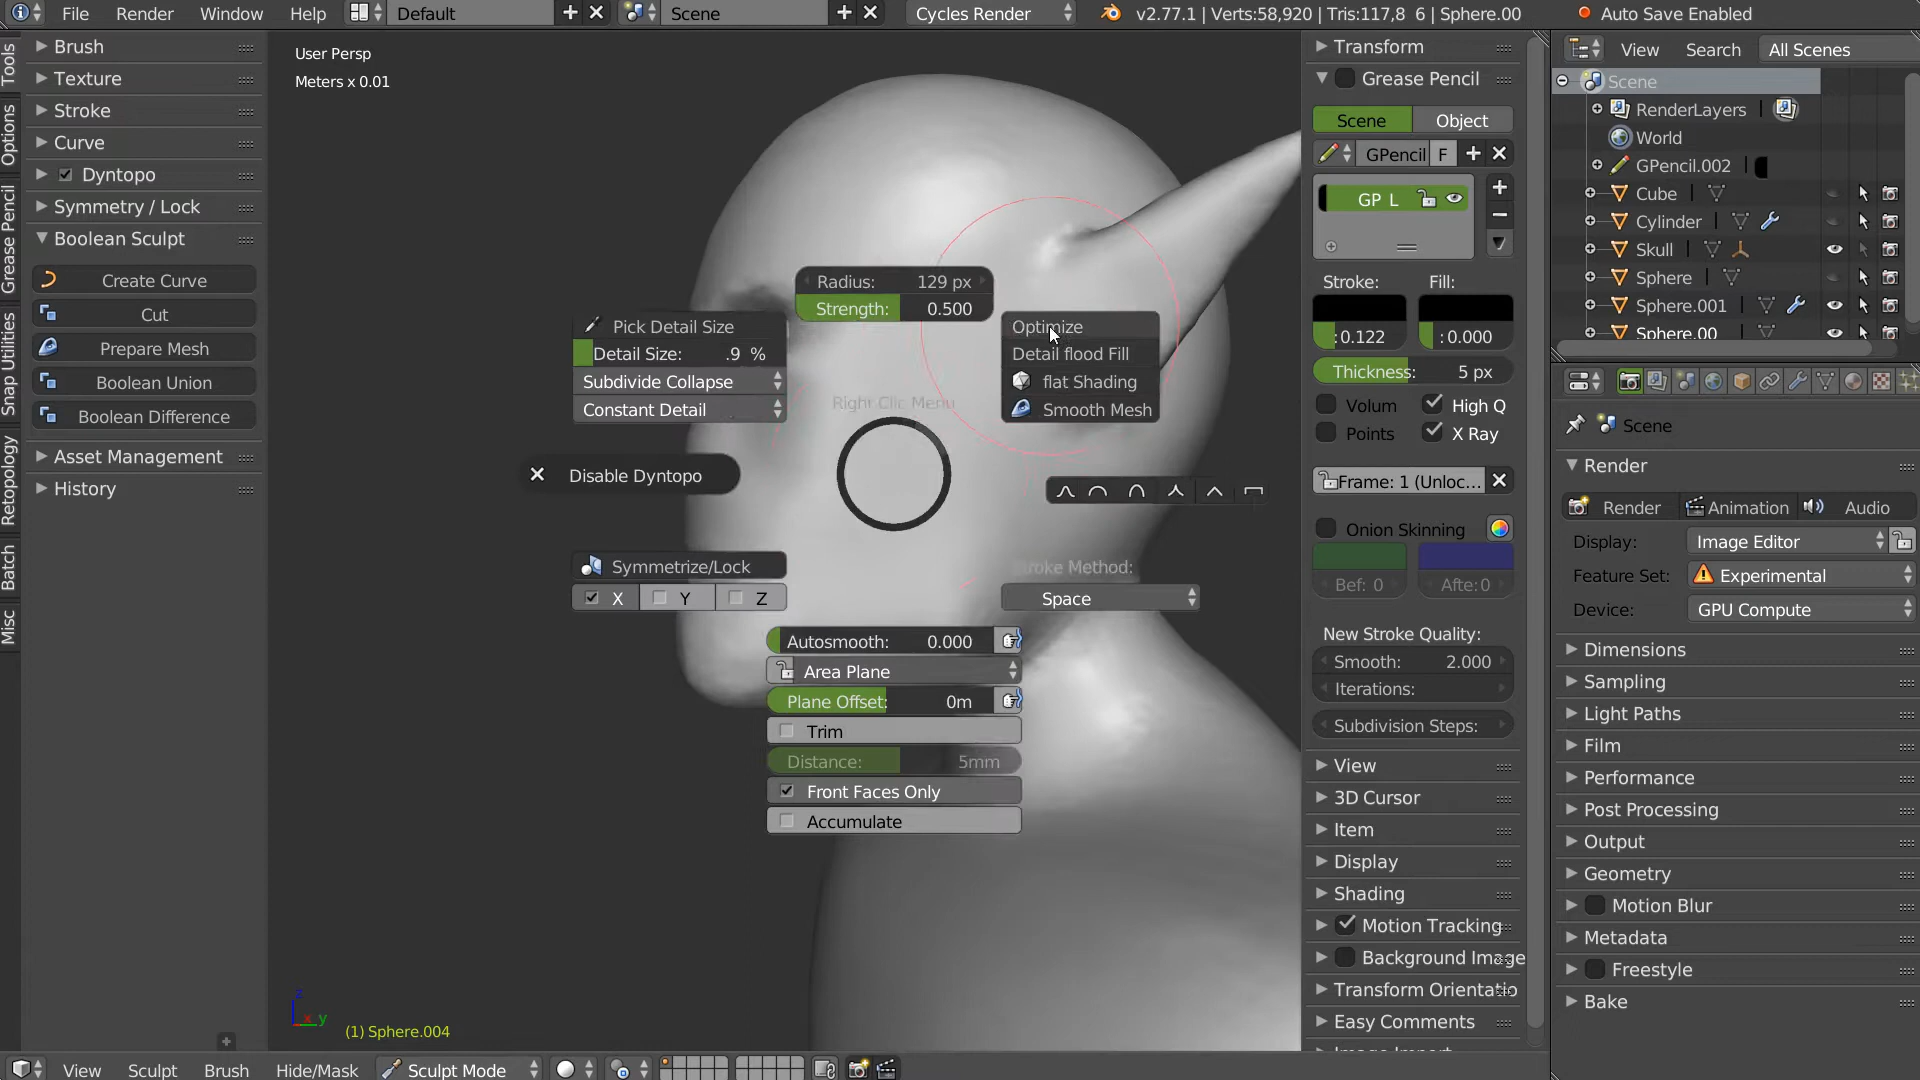 File Render Window Help Default Scene Cycles Render v2.77.1 | Verts:58,920 | Tris:117,8 6 | Sphere.00 Auto Save Enabled
Tools
Options
Grease Pencil
Snap Utilities
Retopology
Batch
Misc
Brush
Texture
Stroke
Curve
Dyntopo
Symmetry / Lock
Boolean Sculpt
Create Curve
Cut
Prepare Mesh
Boolean Union
Boolean Difference
Asset Management
History
User Persp
Meters x 0.01
Radius: 129 px
Strength: 0.500
Pick Detail Size
Detail Size: .9 %
Subdivide Collapse
Constant Detail
Optimize
Detail flood Fill
flat Shading
Smooth Mesh
Right Clic Menu
Disable Dyntopo
Symmetrize/Lock
X Y Z
Stroke Method:
Space
Autosmooth: 0.000
Area Plane
Plane Offset: 0m
Trim
Distance: 5mm
Front Faces Only
Accumulate
z
x y
(1) Sphere.004
Transform
Grease Pencil
Scene Object
GPencil F
GP_L
Stroke: Fill:
:0.122 :0.000
Thickness: 5 px
Volum High Q
Points X Ray
Frame: 1 (Unloc...
Onion Skinning
Bef: 0 Afte:0
New Stroke Quality:
Smooth: 2.000
Iterations:
Subdivision Steps:
View
3D Cursor
Item
Display
Shading
Motion Tracking
Background Image
Transform Orientatio
Easy Comments
View Search All Scenes
Scene
RenderLayers |
World
GPencil.002 |
Cube |
Cylinder |
Skull |
Sphere |
Sphere.001 |
Sphere.00
Scene
Render
Render Animation Audio
Display: Image Editor
Feature Set: Experimental
Device: GPU Compute
Dimensions
Sampling
Light Paths
Film
Performance
Post Processing
Output
Geometry
Motion Blur
Metadata
Freestyle
Bake
View Sculpt Brush Hide/Mask Sculpt Mode